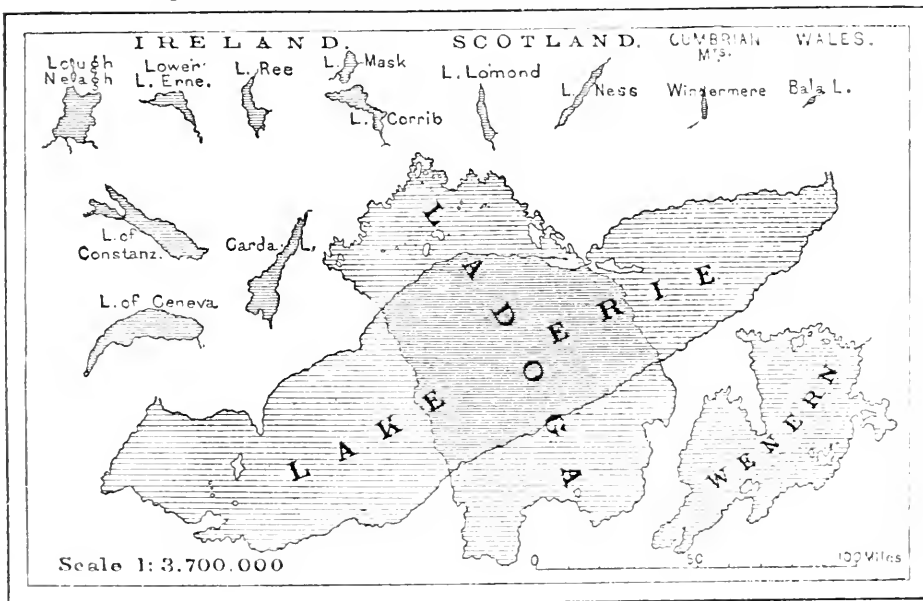 IRELAND. SCOTLAND. CUMBRIAN Mts. WALES.
Lough Neagh
Lower L. Erne.
L. Ree
L. Mask
L. Corrib
L. Lomond
L. Ness
Windermere
Bala L.
L. of Constanz.
Garda L.
L. of Geneva
LADOGA
LAKE ERIE
WENERN
Scale 1:3.700.000
0 50 100 Miles